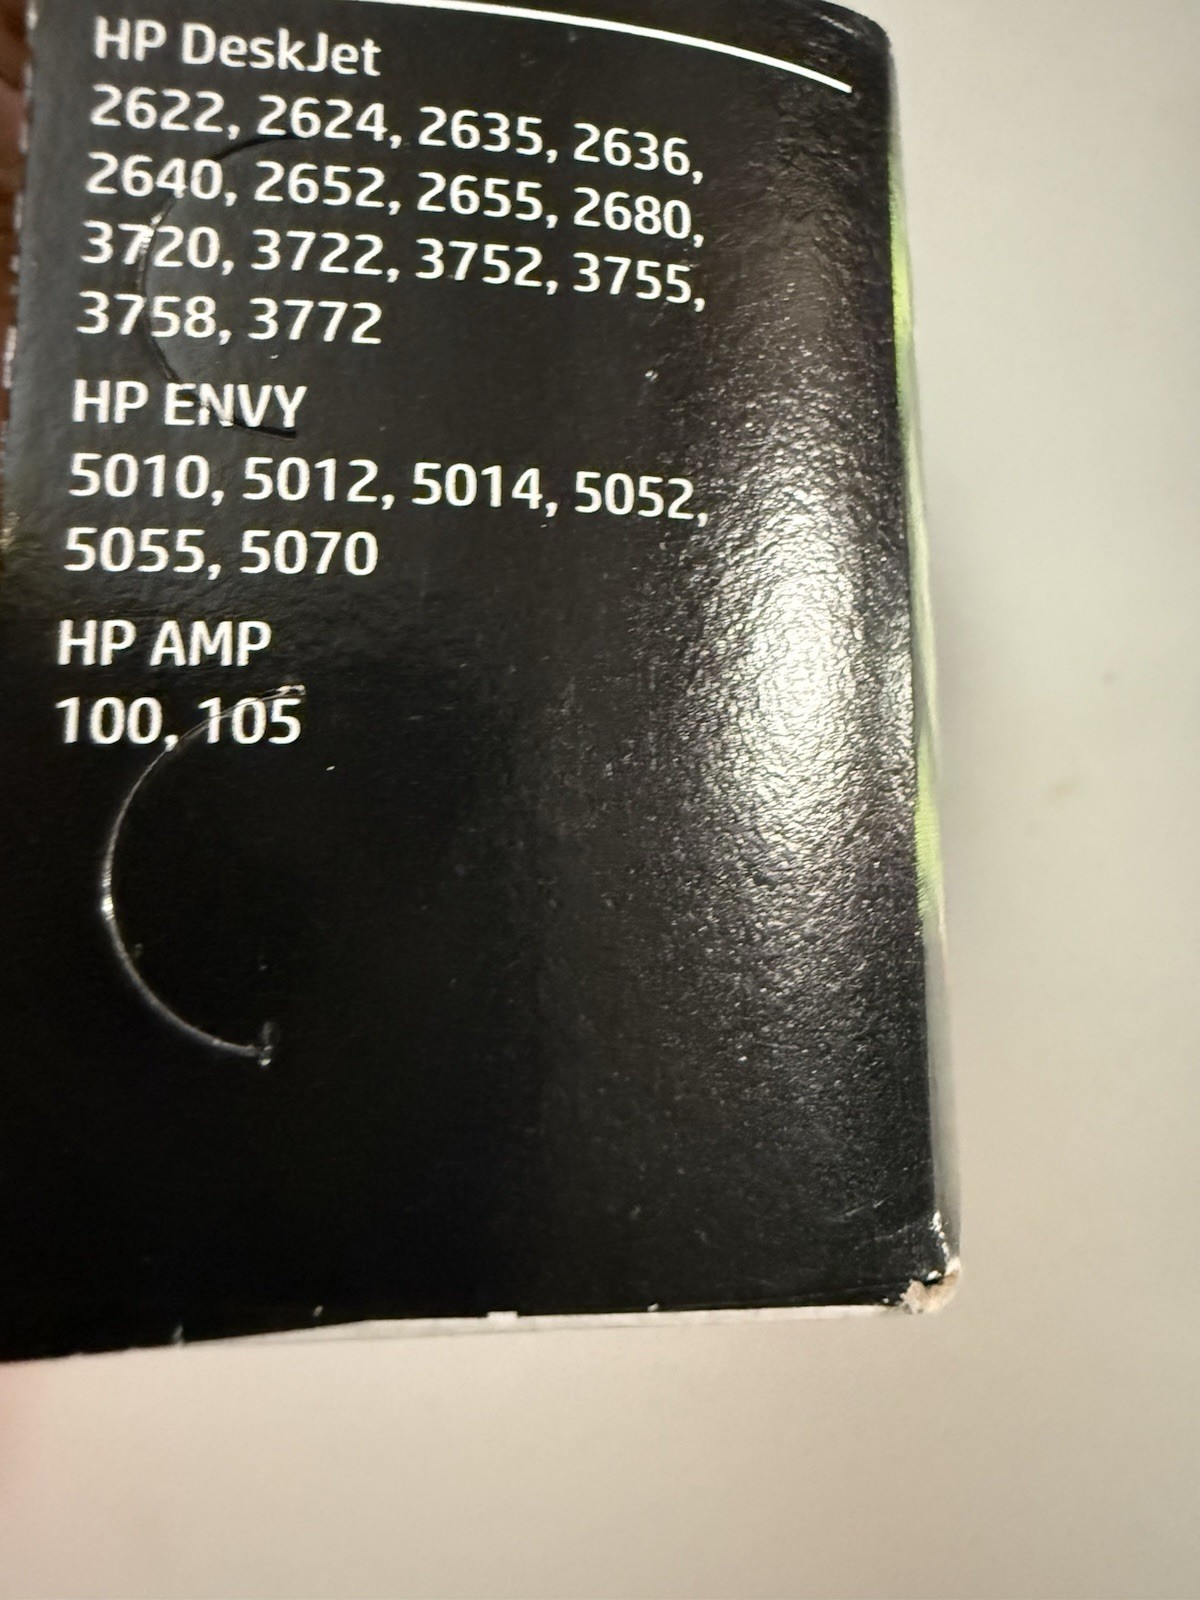 HP DeskJet
2622, 2624, 2635, 2636,
2640, 2652, 2655, 2680,
3720, 3722, 3752, 3755,
3758, 3772
HP ENVY
5010, 5012, 5014, 5052,
5055, 5070
HP AMP
100, 105